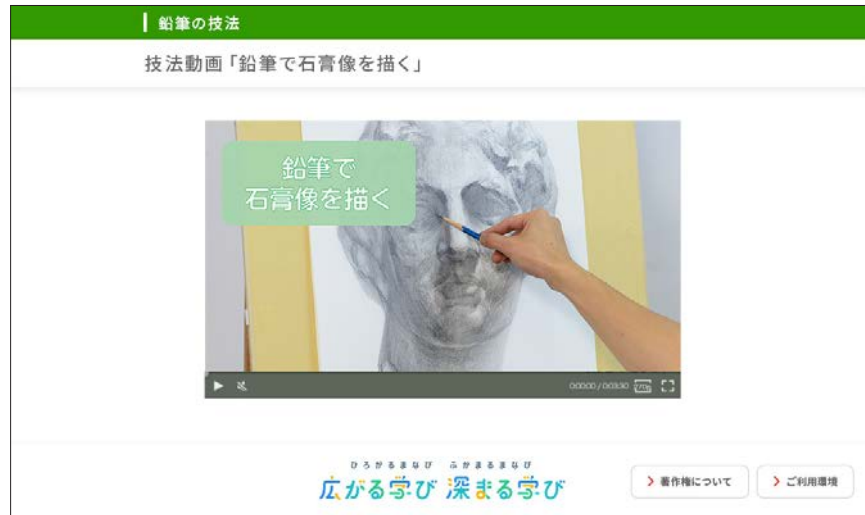 鉛筆の技法
技法動画「鉛筆で石膏像を描く」
鉛筆で
石膏像を描く
00:00:00 / 00:03:30
ひろがるまなび ふかまるまなび
広がる学び 深まる学び
著作権について
ご利用環境